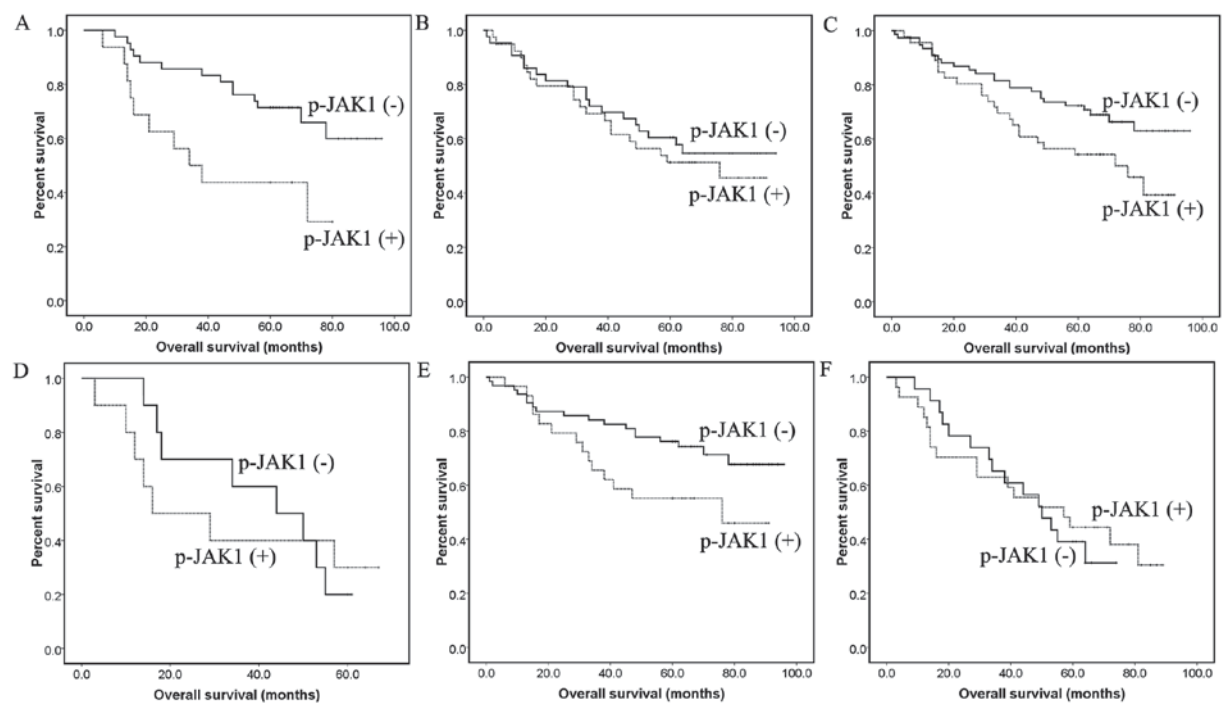 A
1.0
0.8
0.6
0.4
0.2
0.0
Percent survival
p-JAK1 (-)
p-JAK1 (+)
0.0 20.0 40.0 60.0 80.0 100.0
Overall survival (months)
B
1.0
0.8
0.6
0.4
0.2
0.0
Percent survival
p-JAK1 (-)
p-JAK1 (+)
0.0 20.0 40.0 60.0 80.0 100.0
Overall survival (months)
C
1.0
0.8
0.6
0.4
0.2
0.0
Percent survival
p-JAK1 (-)
p-JAK1 (+)
0.0 20.0 40.0 60.0 80.0 100.0
Overall survival (months)
D
1.0
0.8
0.6
0.4
0.2
0.0
Percent survival
p-JAK1 (-)
p-JAK1 (+)
0.0 20.0 40.0 60.0
Overall survival (months)
E
1.0
0.8
0.6
0.4
0.2
0.0
Percent survival
p-JAK1 (-)
p-JAK1 (+)
0.0 20.0 40.0 60.0 80.0 100.0
Overall survival (months)
F
1.0
0.8
0.6
0.4
0.2
0.0
Percent survival
p-JAK1 (+)
p-JAK1 (-)
0.0 20.0 40.0 60.0 80.0 100.0
Overall survival (months)